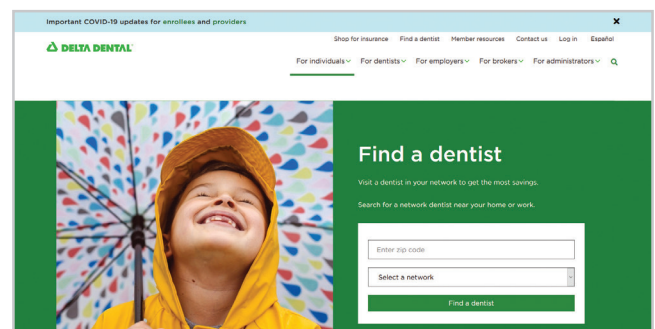 Important COVID-19 updates for enrollees and providers
Shop for insurance Find a dentist Member resources Contact us Log in Español
DELTA DENTAL
For individuals For dentists For employers For brokers For administrators
Find a dentist
Visit a dentist in your network to get the most savings.
Search for a network dentist near your home or work.
Enter zip code
Select a network
Find a dentist